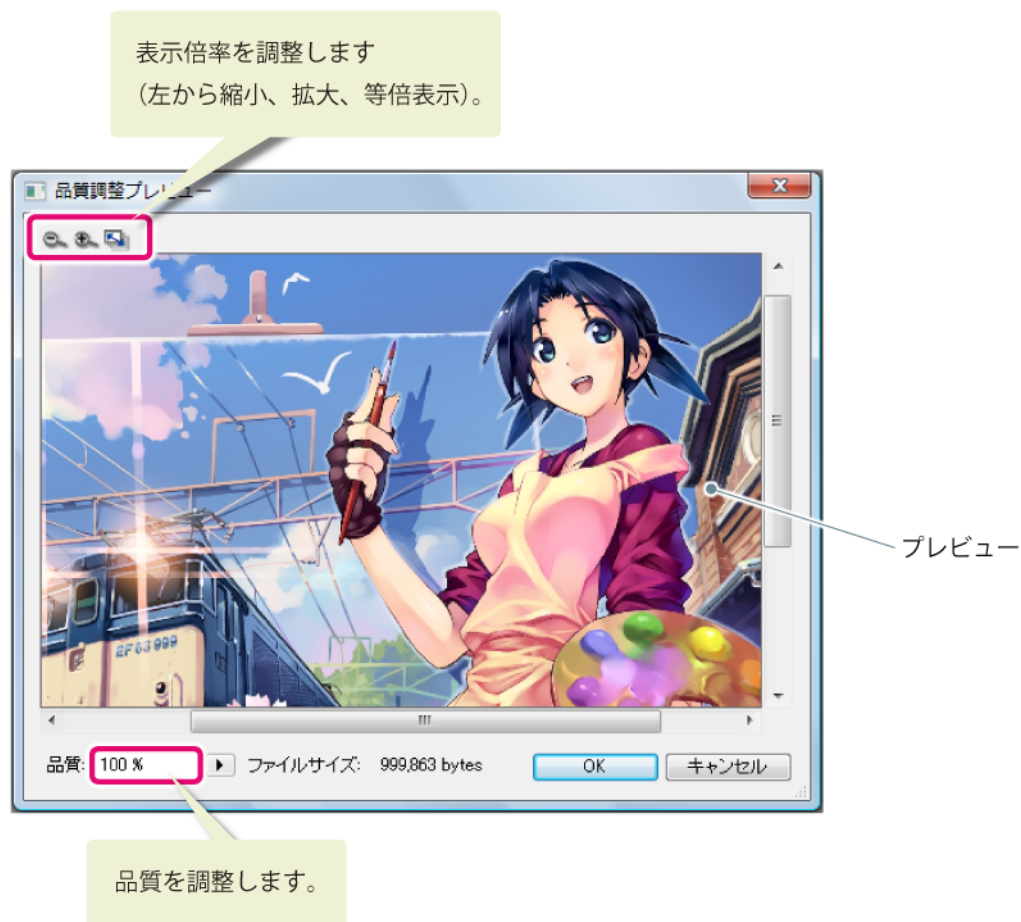 表示倍率を調整します
（左から縮小、拡大、等倍表示）。
品質調整プレビュー
EF63999
プレビュー
品質: 100 %
ファイルサイズ: 999,863 bytes
OK
キャンセル
品質を調整します。